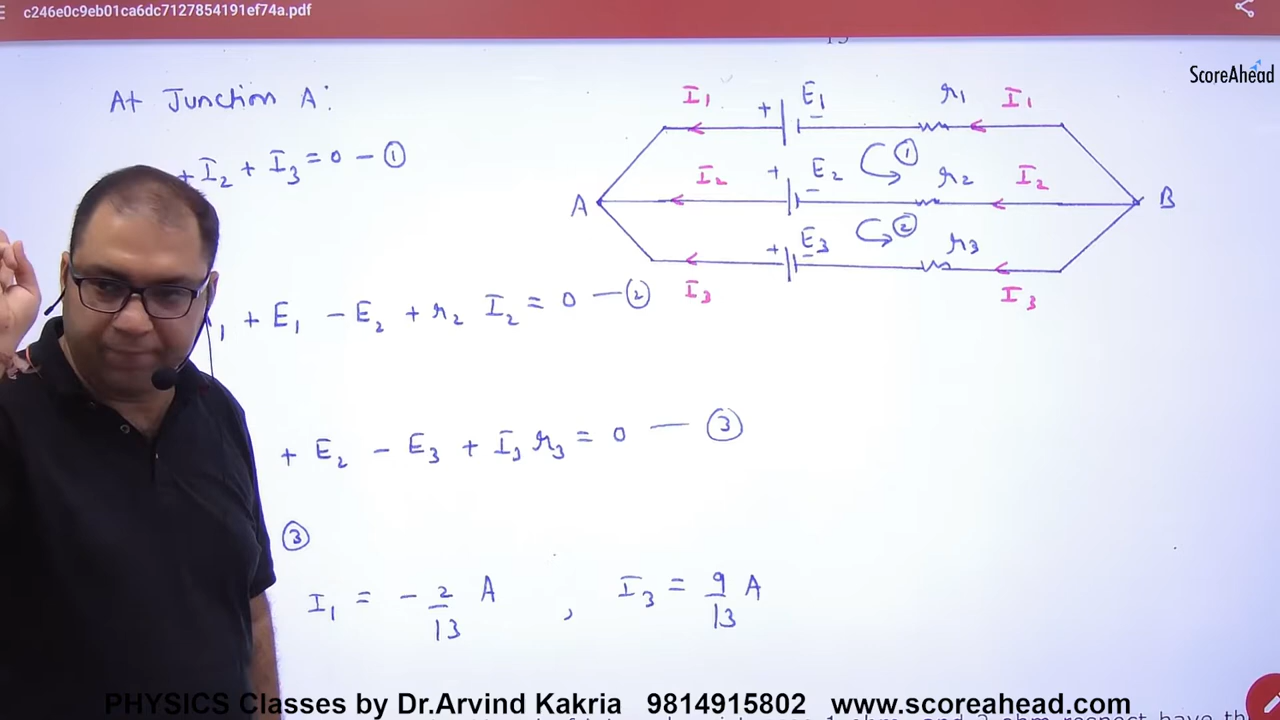 c246e0c9eb01ca6dc7127854191ef74a.pdf
ScoreAhead
At Junction A:
+ I₂ + I₃ = 0 — ①
I₁ + E₁ r₁ I₁
①
A I₂ + E₂ r₂ I₂ B
②
+ E₃ r₃
I₃ I₃
₁ + E₁ − E₂ + r₂ I₂ = 0 — ②
+ E₂ − E₃ + I₃ r₃ = 0 — ③
③
I₁ = − 2/13 A , I₃ = 9/13 A
PHYSICS Classes by Dr.Arvind Kakria 9814915802 www.scoreahead.com